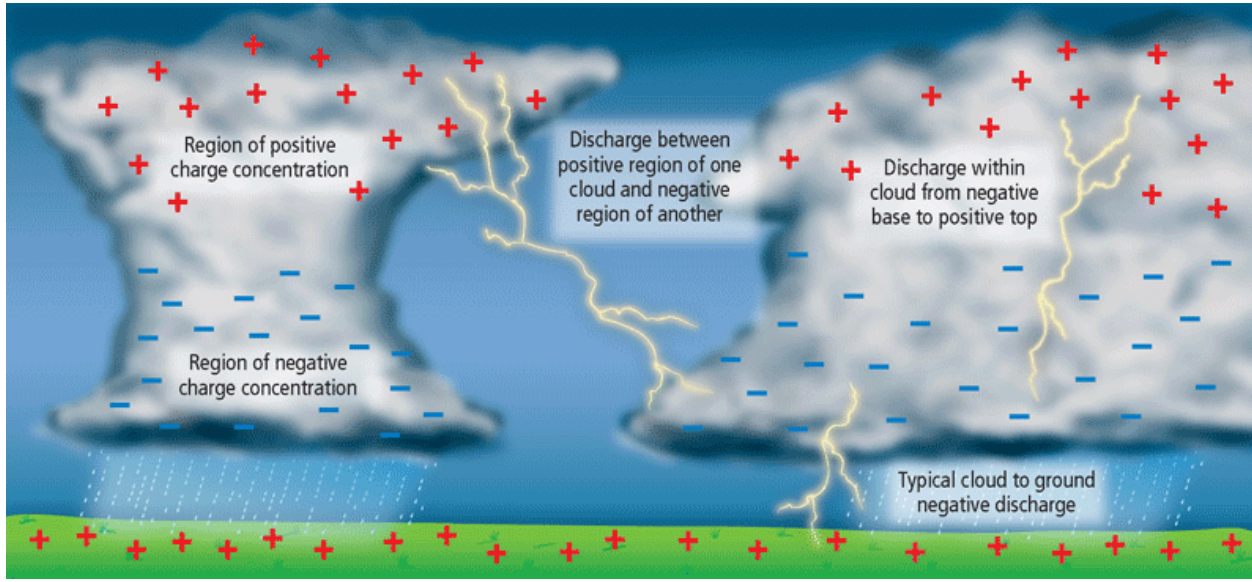 Region of positive
charge concentration
Discharge between
positive region of one
cloud and negative
region of another
Discharge within
cloud from negative
base to positive top
Region of negative
charge concentration
Typical cloud to ground
negative discharge